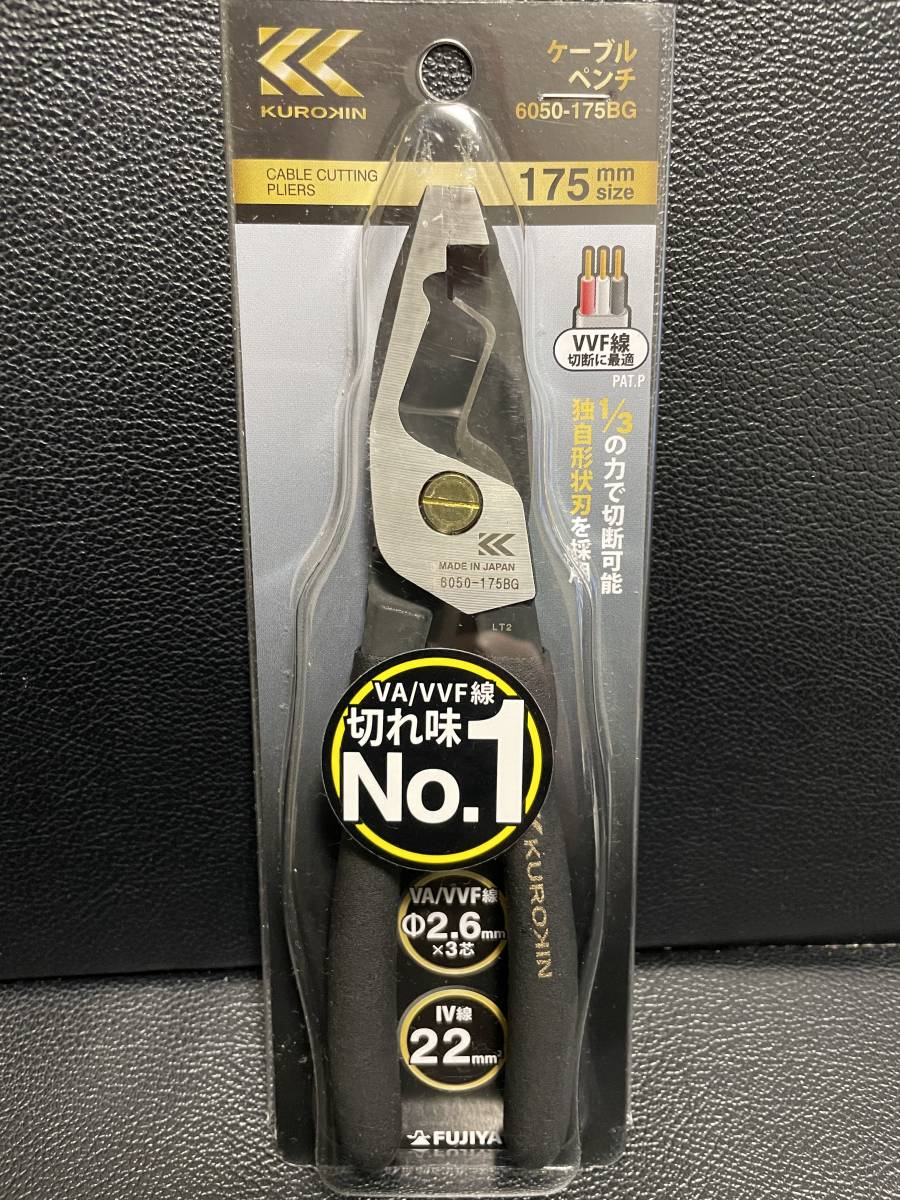 KUROKIN
ケーブル
ペンチ
6050-175BG
CABLE CUTTING
PLIERS
175 mm
size
VVF線
切断に最適
PAT.P
1/3の力で切断可能
独自形状刃を採用
MADE IN JAPAN
6050-175BG
LT2
VA/VVF線
切れ味
No.1
KUROKIN
VA/VVF線
Φ2.6mm
×3芯
IV線
22mm²
FUJIYA